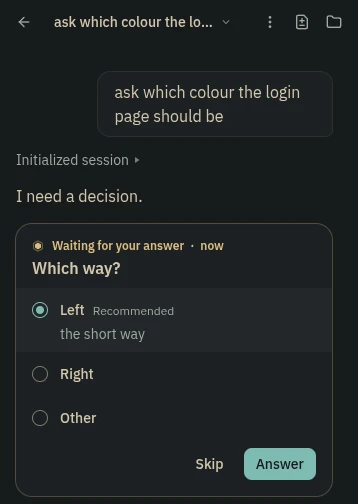 ask which colour the lo...
ask which colour the login
page should be
Initialized session
I need a decision.
Waiting for your answer · now
Which way?
Left Recommended
the short way
Right
Other
Skip Answer